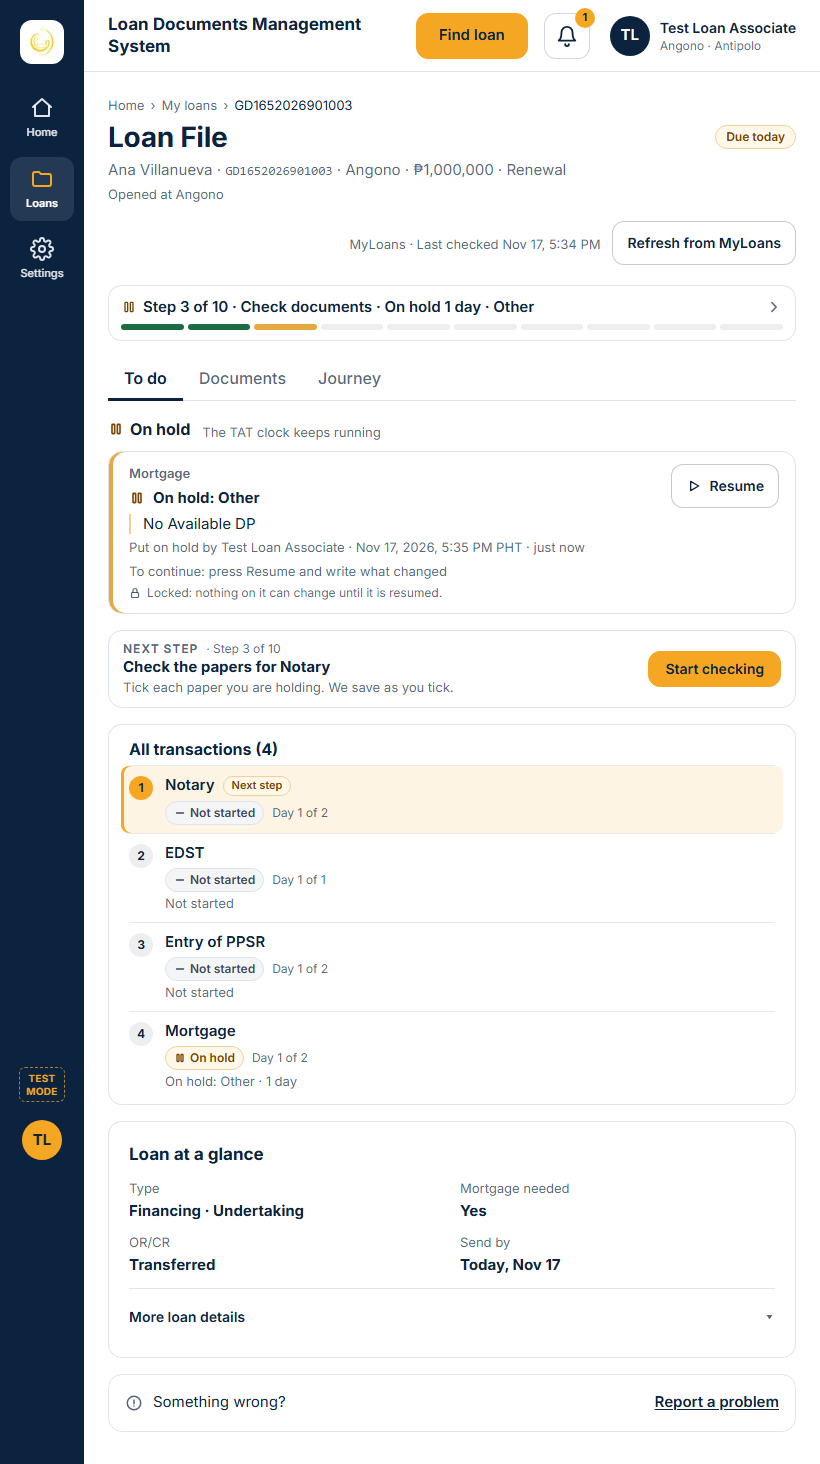 Loan Documents Management System
Find loan
1
TL
Test Loan Associate
Angono · Antipolo
Home
Loans
Settings
TEST MODE
TL
Home › My loans › GD1652026901003
Loan File
Due today
Ana Villanueva · GD1652026901003 · Angono · ₱1,000,000 · Renewal
Opened at Angono
MyLoans · Last checked Nov 17, 5:34 PM
Refresh from MyLoans
Step 3 of 10 · Check documents · On hold 1 day · Other
To do
Documents
Journey
On hold
The TAT clock keeps running
Mortgage
On hold: Other
Resume
No Available DP
Put on hold by Test Loan Associate · Nov 17, 2026, 5:35 PM PHT · just now
To continue: press Resume and write what changed
Locked: nothing on it can change until it is resumed.
NEXT STEP · Step 3 of 10
Check the papers for Notary
Tick each paper you are holding. We save as you tick.
Start checking
All transactions (4)
1
Notary
Next step
Not started
Day 1 of 2
2
EDST
Not started
Day 1 of 1
Not started
3
Entry of PPSR
Not started
Day 1 of 2
Not started
4
Mortgage
On hold
Day 1 of 2
On hold: Other · 1 day
Loan at a glance
Type
Financing · Undertaking
Mortgage needed
Yes
OR/CR
Transferred
Send by
Today, Nov 17
More loan details
Something wrong?
Report a problem